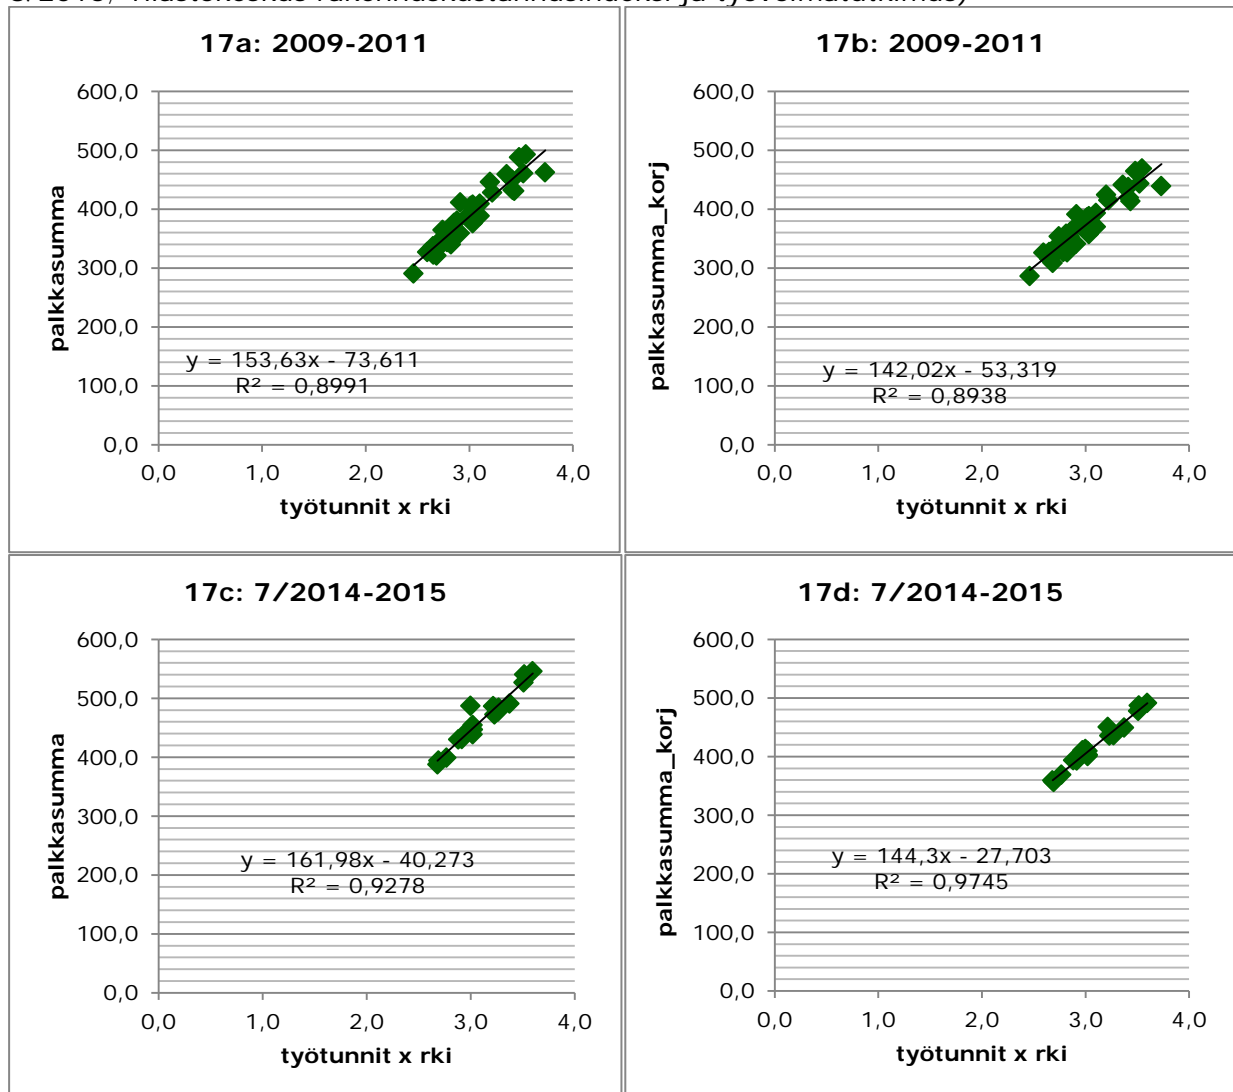 17a: 2009-2011
600,0
500,0
400,0
300,0
200,0
100,0
0,0
palkkasumma
y = 153,63x - 73,611
R² = 0,8991
0,0 1,0 2,0 3,0 4,0
työtunnit x rki
17b: 2009-2011
600,0
500,0
400,0
300,0
200,0
100,0
0,0
palkkasumma_korj
y = 142,02x - 53,319
R² = 0,8938
0,0 1,0 2,0 3,0 4,0
työtunnit x rki
17c: 7/2014-2015
600,0
500,0
400,0
300,0
200,0
100,0
0,0
palkkasumma
y = 161,98x - 40,273
R² = 0,9278
0,0 1,0 2,0 3,0 4,0
työtunnit x rki
17d: 7/2014-2015
600,0
500,0
400,0
300,0
200,0
100,0
0,0
palkkasumma_korj
y = 144,3x - 27,703
R² = 0,9745
0,0 1,0 2,0 3,0 4,0
työtunnit x rki